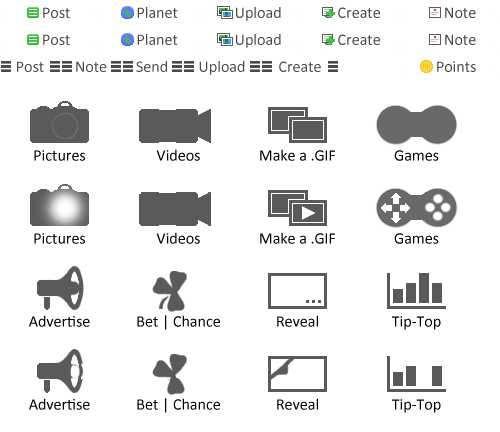 Post Planet Upload Create Note
Post Planet Upload Create Note
Post Note Send Upload Create Points
Pictures Videos Make a .GIF Games
Pictures Videos Make a .GIF Games
Advertise Bet | Chance Reveal Tip-Top
Advertise Bet | Chance Reveal Tip-Top